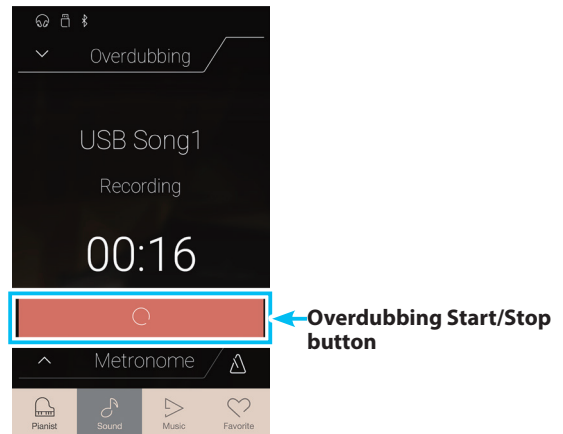 Overdubbing
USB Song1
Recording
00:16
Overdubbing Start/Stop
button
Metronome
Pianist Sound Music Favorite